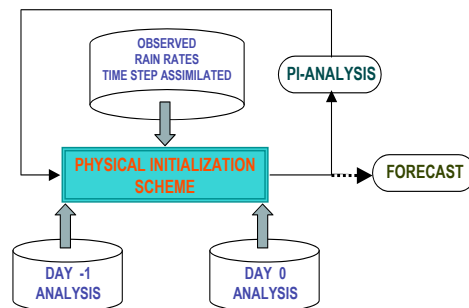 OBSERVED
RAIN RATES
TIME STEP ASSIMILATED
PI-ANALYSIS
PHYSICAL INITIALIZATION
SCHEME
FORECAST
DAY -1
ANALYSIS
DAY 0
ANALYSIS